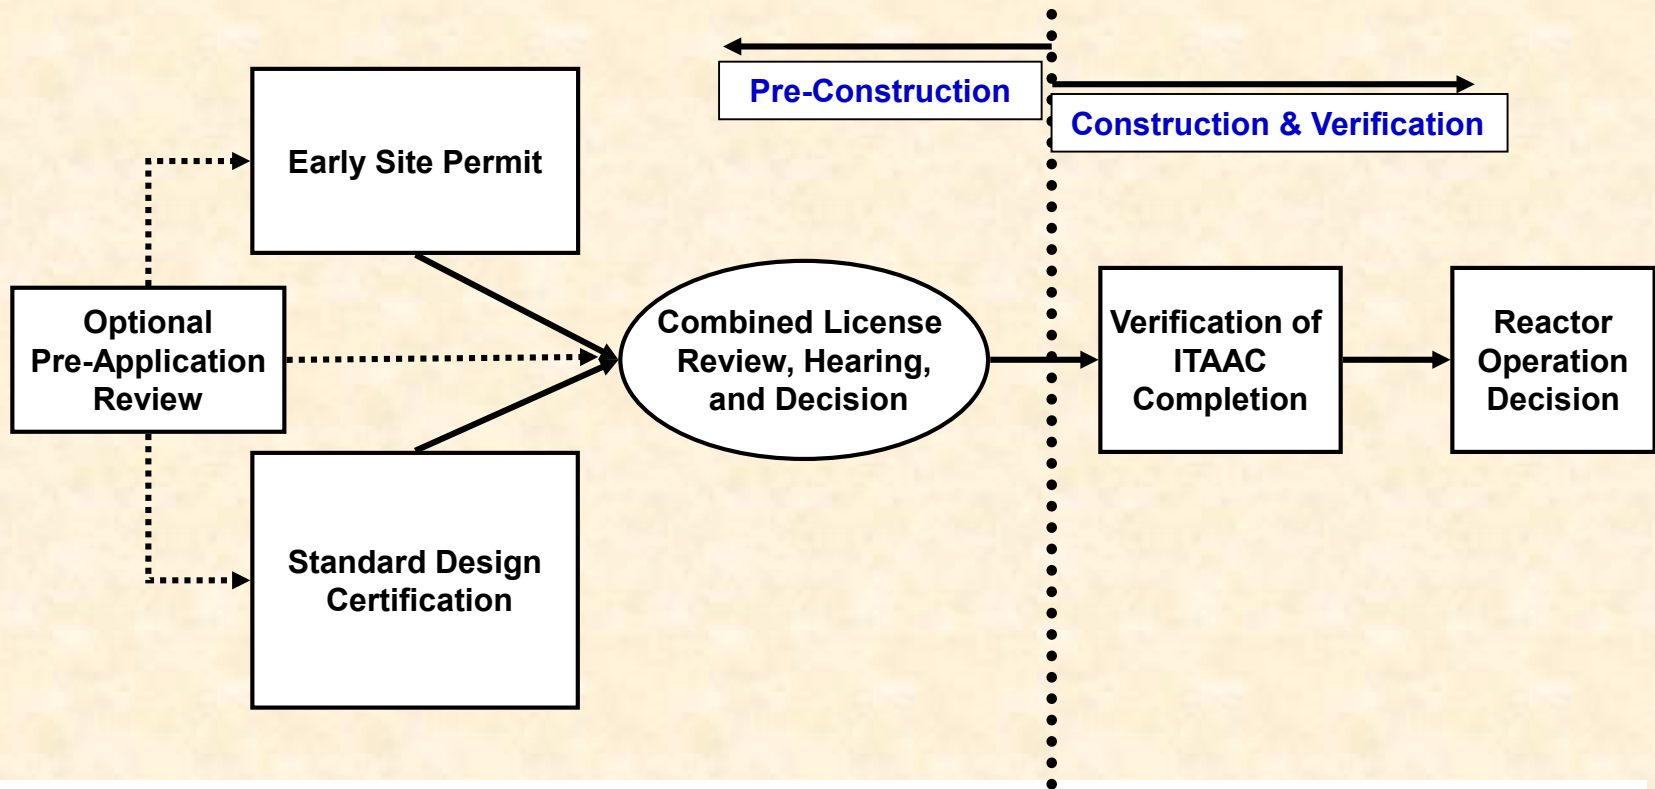 Pre-Construction
Construction & Verification
Early Site Permit
Optional
Pre-Application
Review
Combined License
Review, Hearing,
and Decision
Verification of
ITAAC
Completion
Reactor
Operation
Decision
Standard Design
Certification